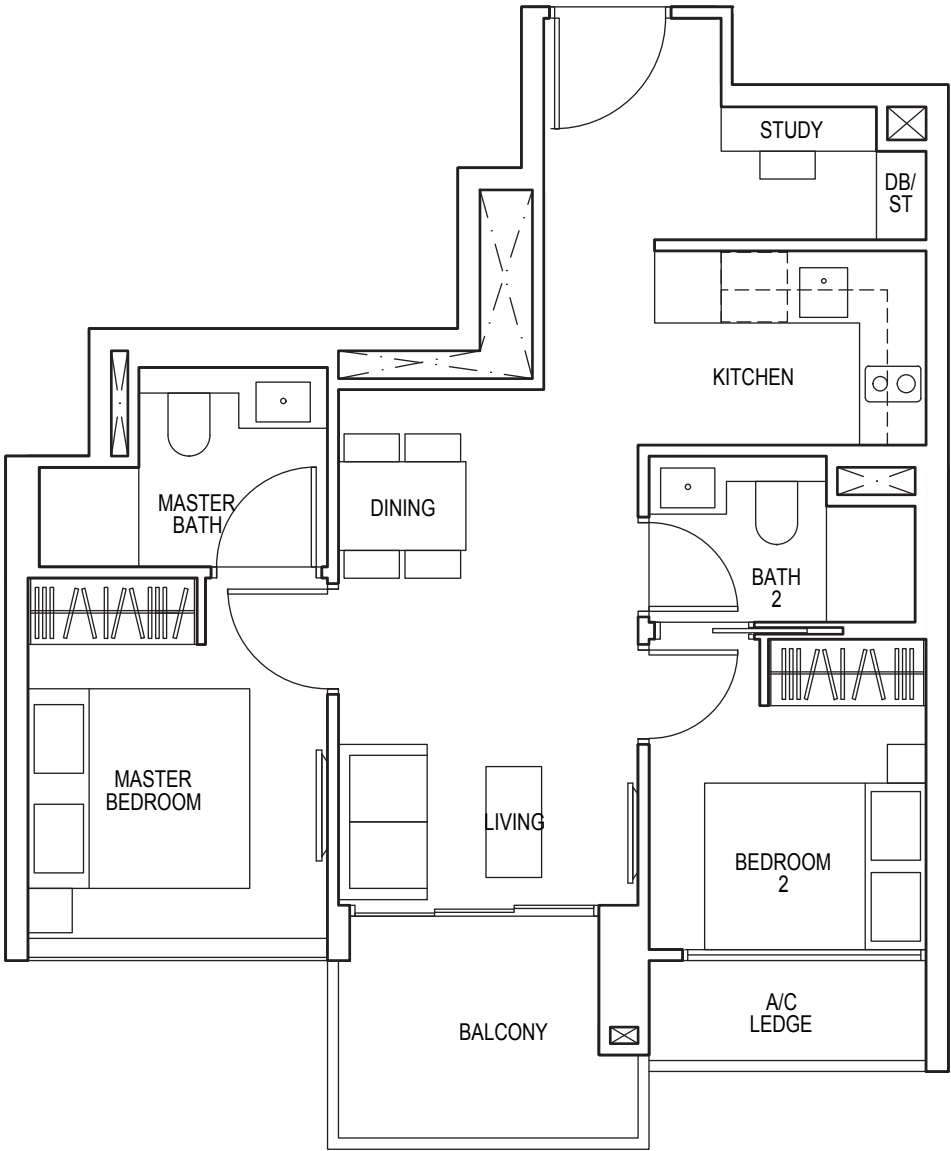 STUDY
DB/
ST
KITCHEN
MASTER
BATH
DINING
BATH
2
MASTER
BEDROOM
LIVING
BEDROOM
2
BALCONY
A/C
LEDGE